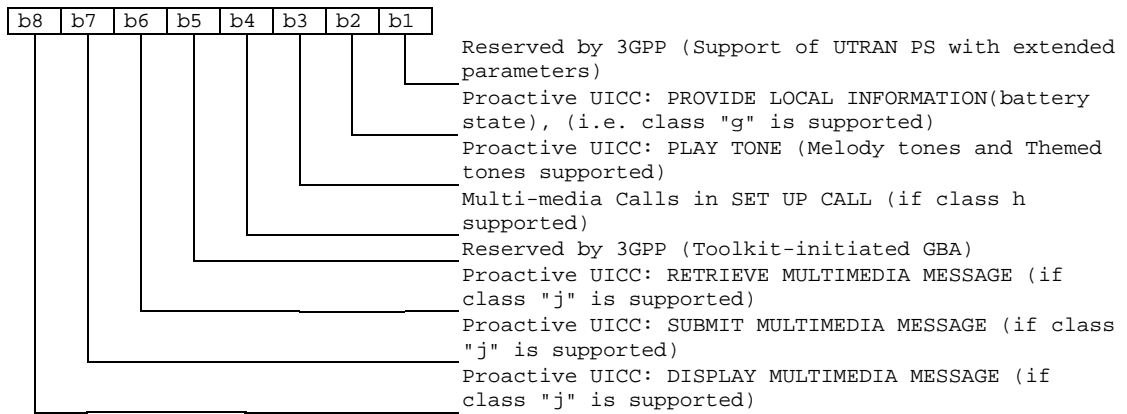 b8 b7 b6 b5 b4 b3 b2 b1
Reserved by 3GPP (Support of UTRAN PS with extended
parameters)
Proactive UICC: PROVIDE LOCAL INFORMATION(battery
state), (i.e. class "g" is supported)
Proactive UICC: PLAY TONE (Melody tones and Themed
tones supported)
Multi-media Calls in SET UP CALL (if class h
supported)
Reserved by 3GPP (Toolkit-initiated GBA)
Proactive UICC: RETRIEVE MULTIMEDIA MESSAGE (if
class "j" is supported)
Proactive UICC: SUBMIT MULTIMEDIA MESSAGE (if class
"j" is supported)
Proactive UICC: DISPLAY MULTIMEDIA MESSAGE (if
class "j" is supported)